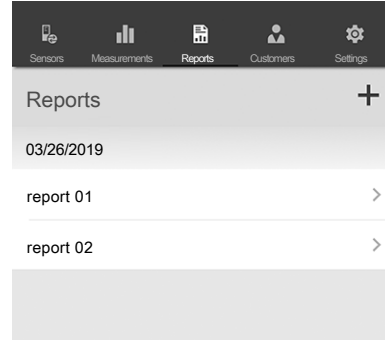 Sensors Measurements Reports Customers Settings
Reports
03/26/2019
report 01
report 02